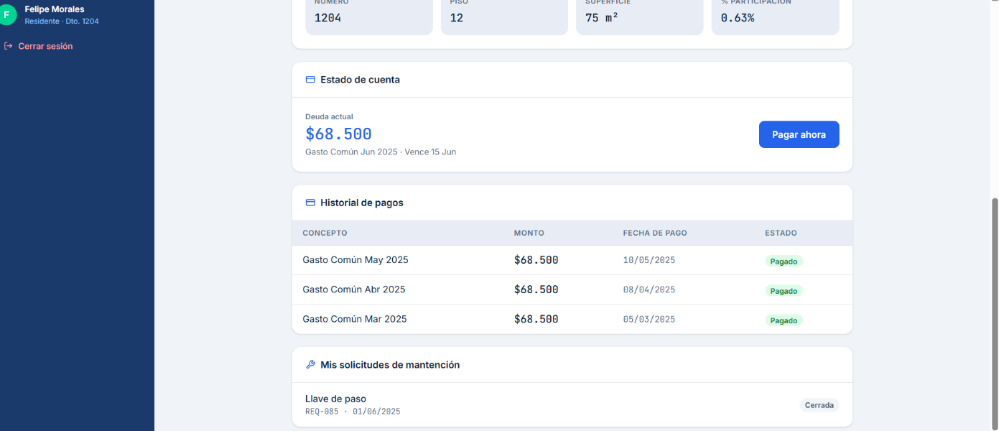 Felipe Morales
Residente · Dto. 1204
Cerrar sesión
NÚMERO PISO SUPERFICIE % PARTICIPACIÓN
1204 12 75 m² 0.63%
Estado de cuenta
Deuda actual
$68.500
Gasto Común Jun 2025 · Vence 15 Jun
Pagar ahora
Historial de pagos
CONCEPTO MONTO FECHA DE PAGO ESTADO
Gasto Común May 2025 $68.500 10/05/2025 Pagado
Gasto Común Abr 2025 $68.500 08/04/2025 Pagado
Gasto Común Mar 2025 $68.500 05/03/2025 Pagado
Mis solicitudes de mantención
Llave de paso
REQ-085 · 01/06/2025
Cerrada
F